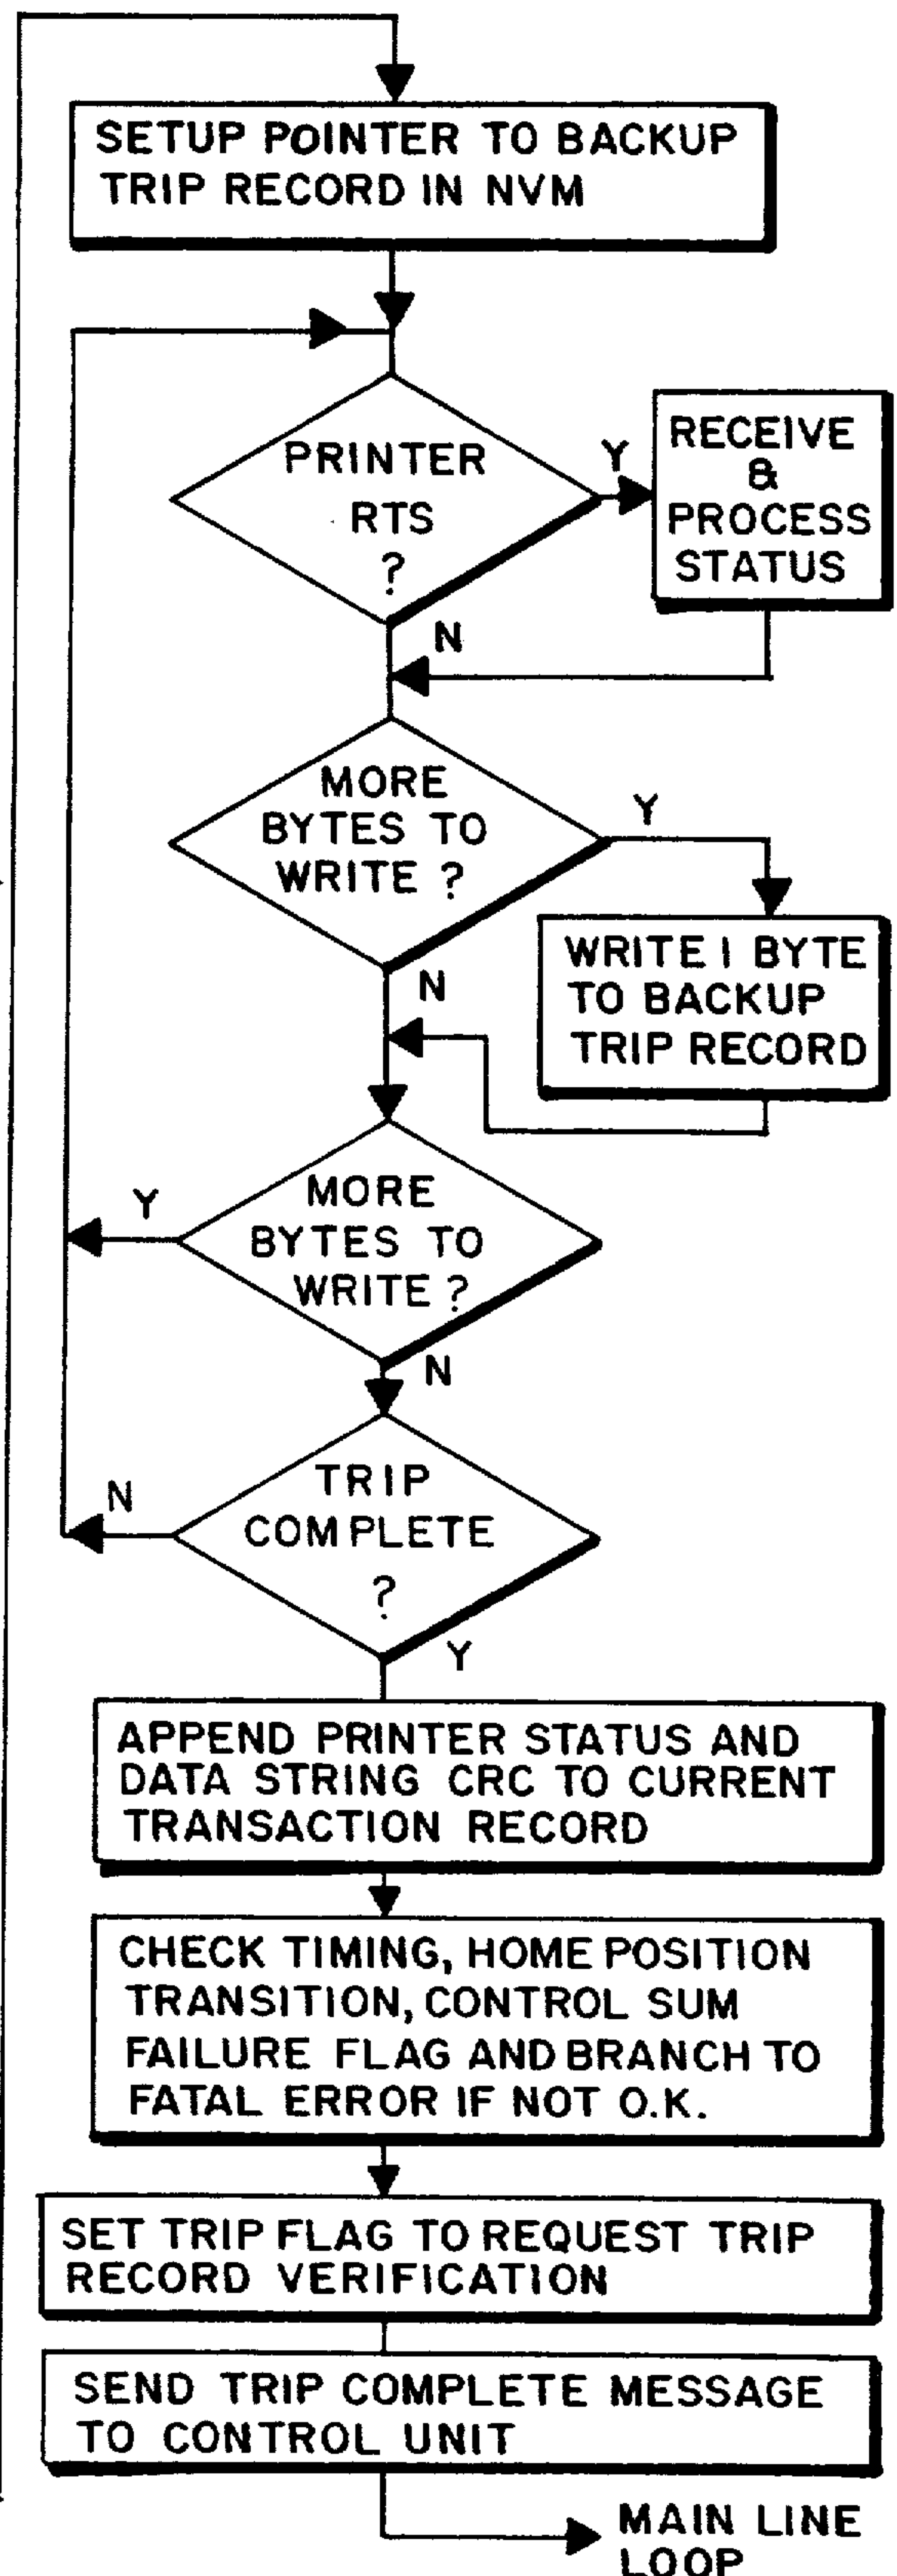 SETUP POINTER TO BACKUP
TRIP RECORD IN NVM
PRINTER
RTS
?
Y
RECEIVE
&
PROCESS
STATUS
N
MORE
BYTES TO
WRITE ?
Y
WRITE 1 BYTE
TO BACKUP
TRIP RECORD
N
MORE
BYTES TO
WRITE ?
Y
N
TRIP
COMPLETE
?
N
Y
APPEND PRINTER STATUS AND
DATA STRING CRC TO CURRENT
TRANSACTION RECORD
CHECK TIMING, HOME POSITION
TRANSITION, CONTROL SUM
FAILURE FLAG AND BRANCH TO
FATAL ERROR IF NOT O.K.
SET TRIP FLAG TO REQUEST TRIP
RECORD VERIFICATION
SEND TRIP COMPLETE MESSAGE
TO CONTROL UNIT
MAIN LINE
LOOP